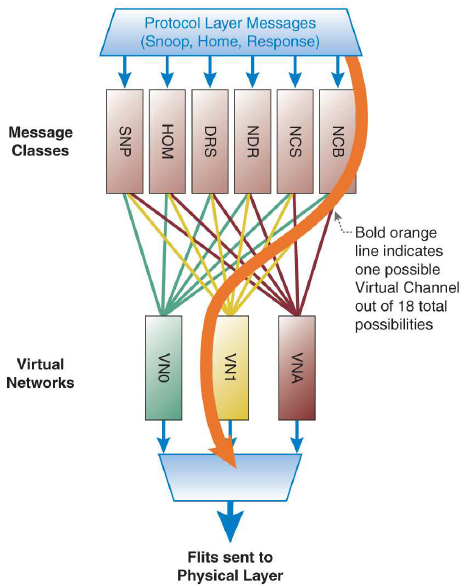 Protocol Layer Messages
(Snoop, Home, Response)
Message
Classes
SNP
HOM
DRS
NDR
NCS
NCB
Bold orange
line indicates
one possible
Virtual Channel
out of 18 total
possibilities
Virtual
Networks
VN0
VN1
VNA
Flits sent to
Physical Layer